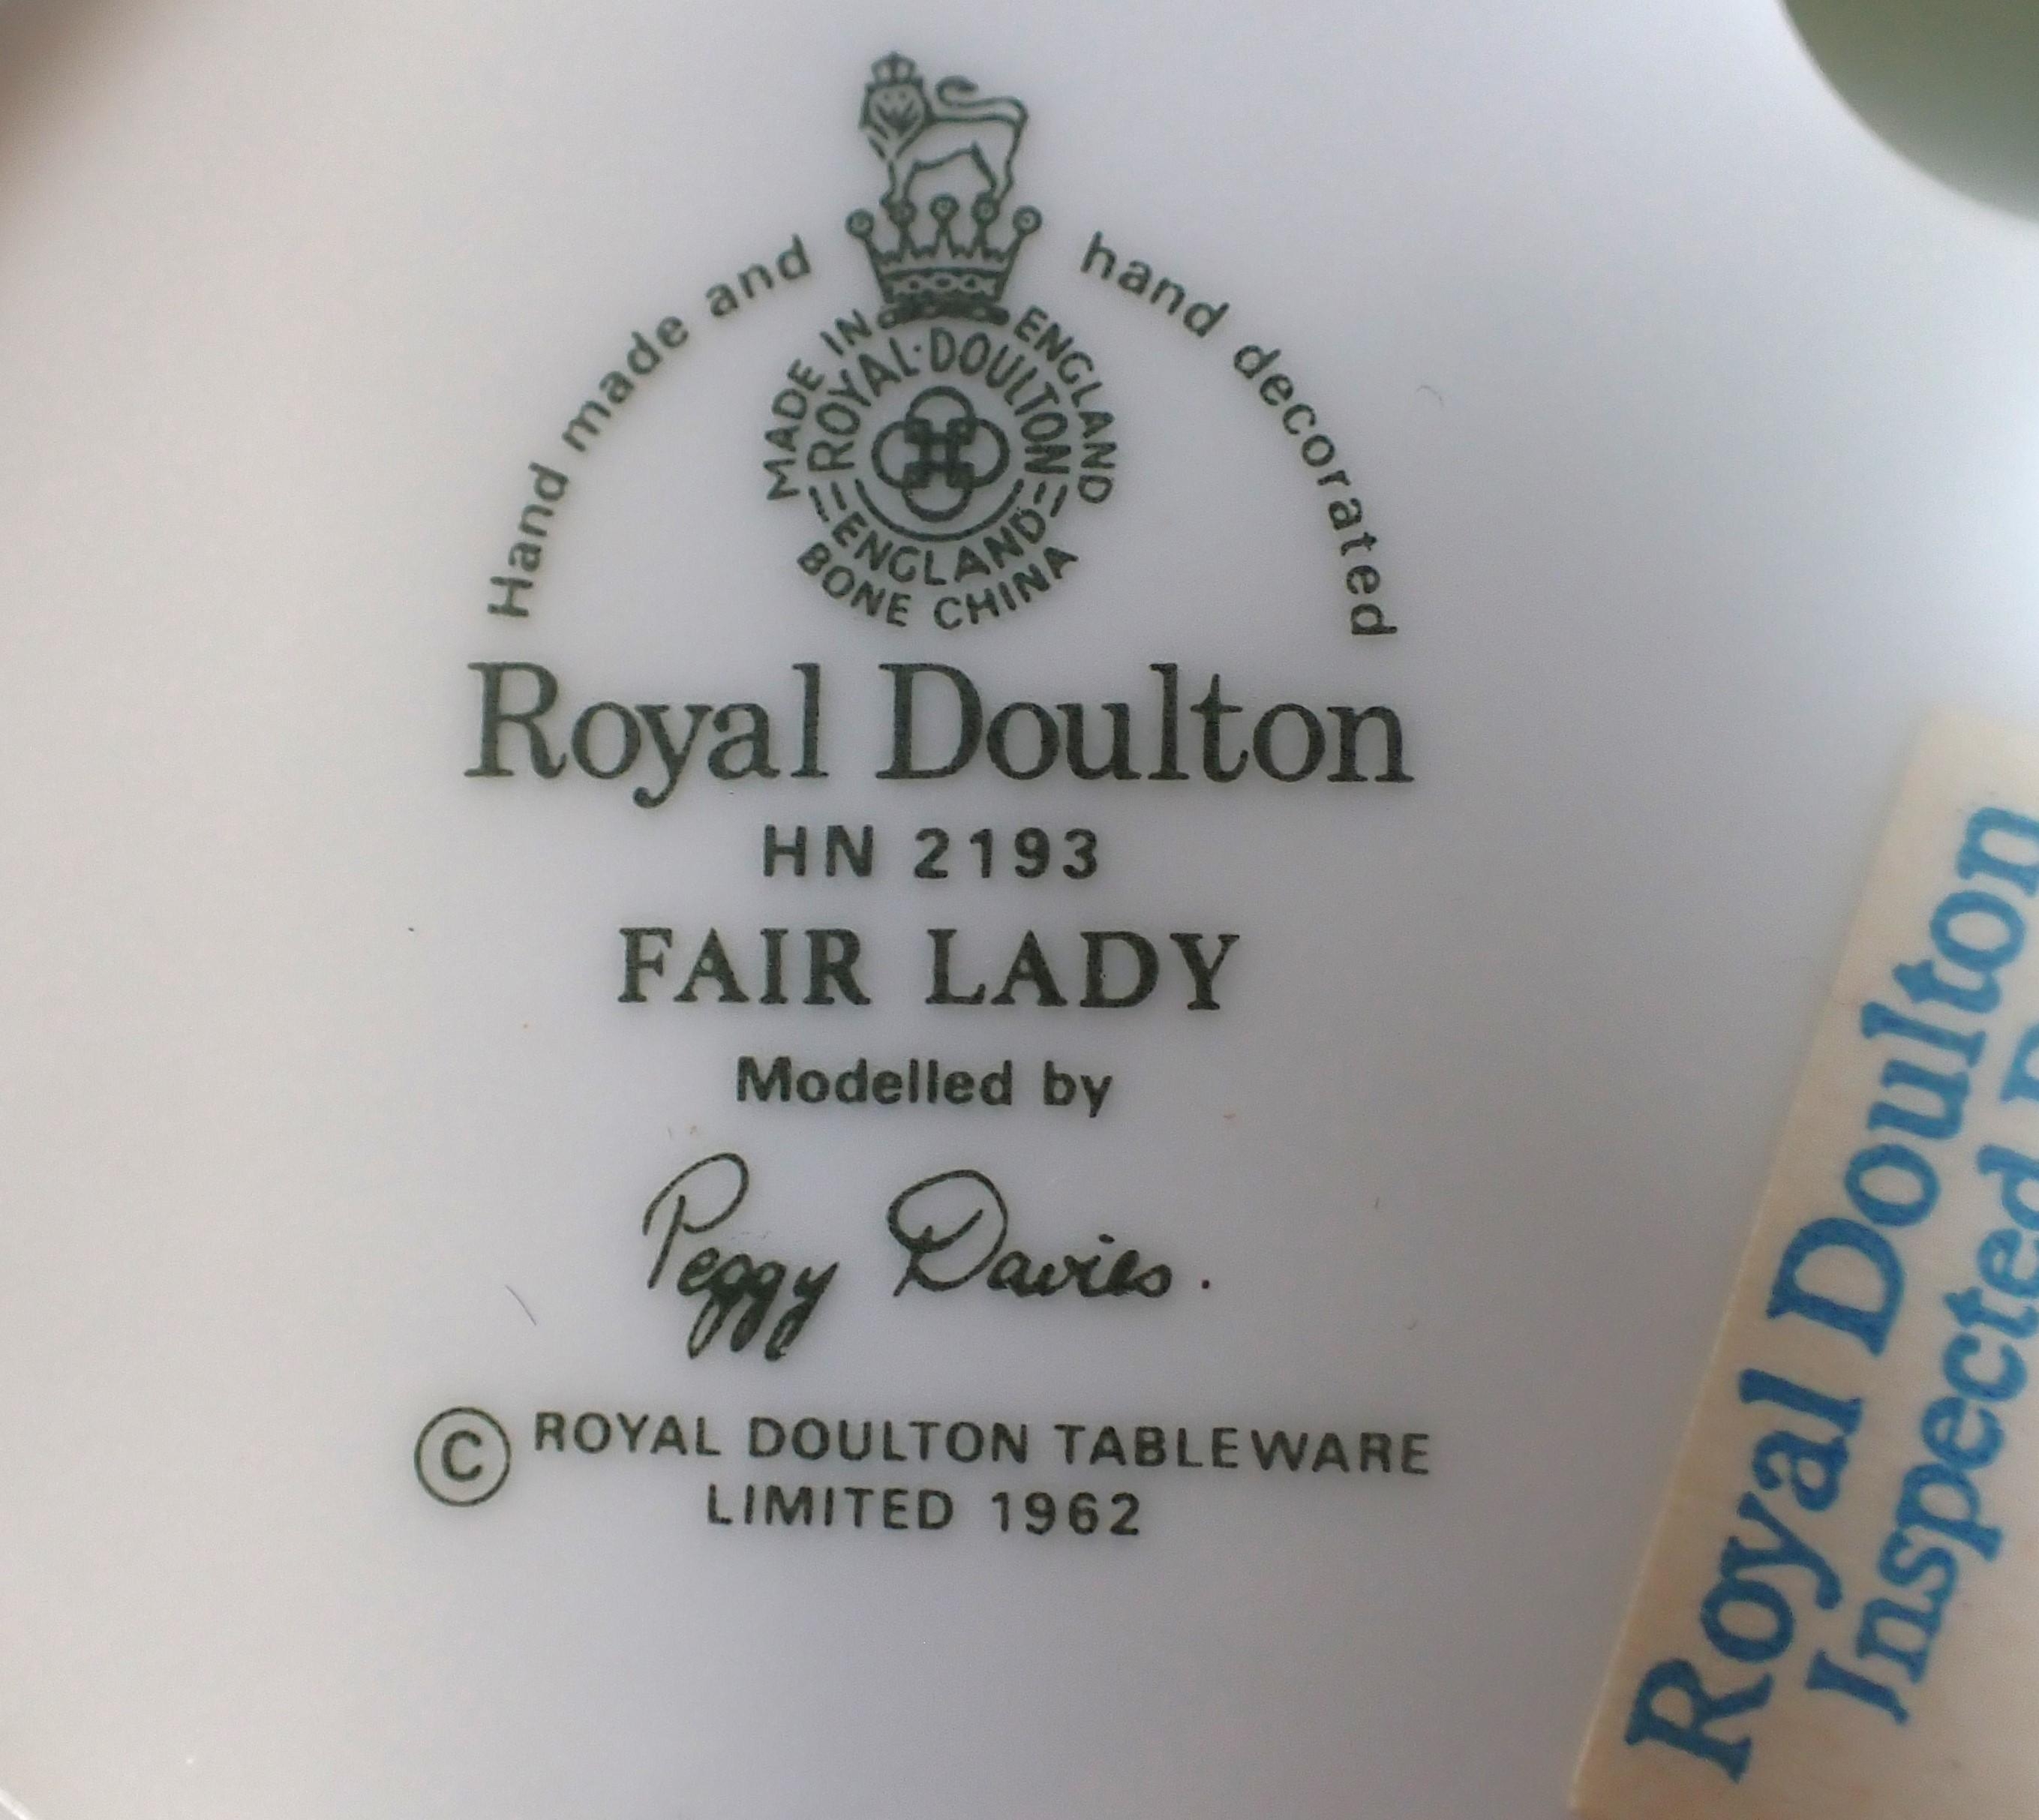 Hand made and hand decorated
MADE IN ENGLAND
ROYAL·DOULTON
ENGLAND
BONE CHINA
Royal Doulton
HN 2193
FAIR LADY
Modelled by
Peggy Davies.
© ROYAL DOULTON TABLEWARE
LIMITED 1962
Royal Doulton
Inspected